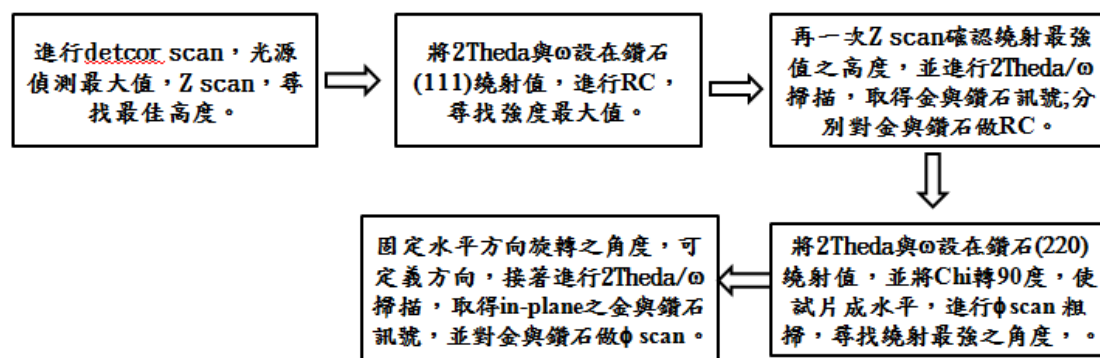 進行detcor scan，光源
偵測最大值，Z scan，尋
找最佳高度。
將2Theda與ω設在鑽石
(111)繞射值，進行RC，
尋找強度最大值。
再一次Z scan確認繞射最強
值之高度，並進行2Theda/ω
掃描，取得金與鑽石訊號;分
別對金與鑽石做RC。
將2Theda與ω設在鑽石(220)
繞射值，並將Chi轉90度，使
試片成水平，進行ϕ scan 粗
掃，尋找繞射最強之角度，。
固定水平方向旋轉之角度，可
定義方向，接著進行2Theda/ω
掃描，取得in-plane之金與鑽石
訊號，並對金與鑽石做ϕ scan。